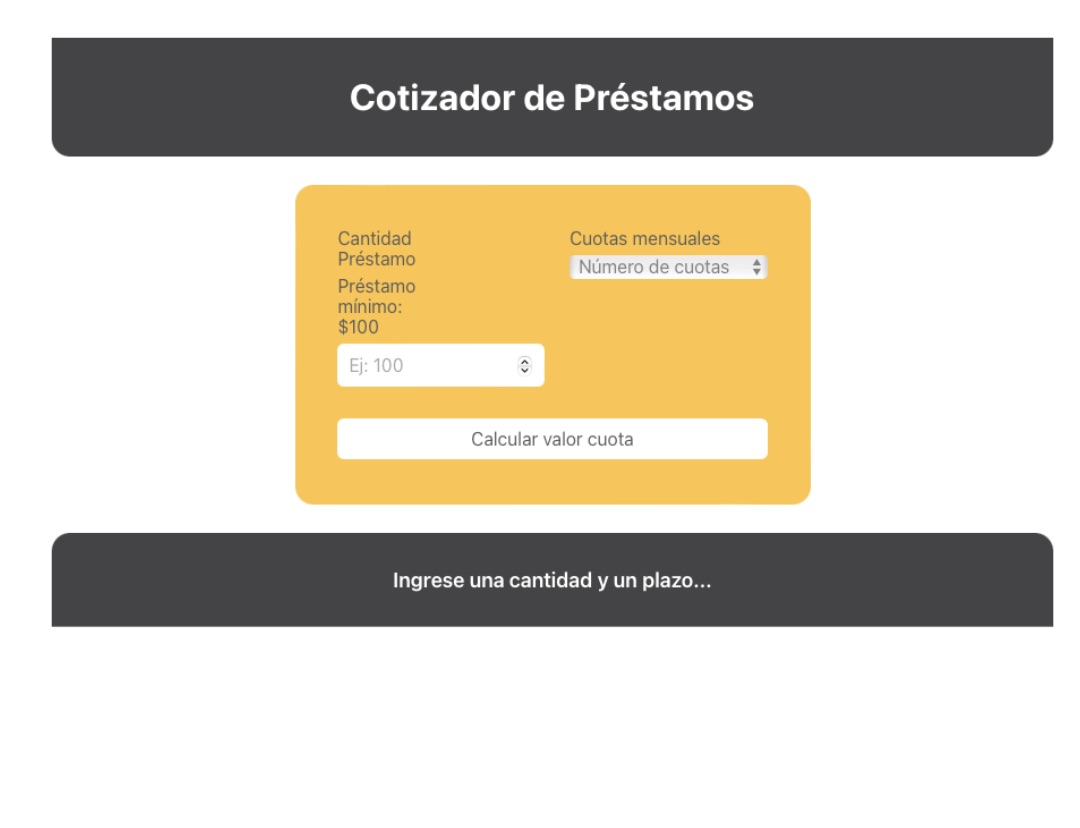 Cotizador de Préstamos
Cantidad
Préstamo
Préstamo
mínimo:
$100
Ej: 100
Cuotas mensuales
Número de cuotas
Calcular valor cuota
Ingrese una cantidad y un plazo...